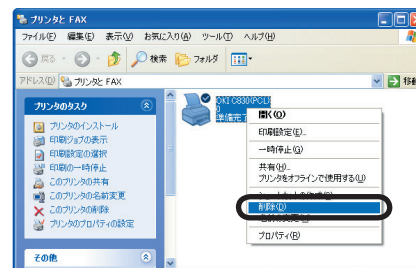 プリンタと FAX
ファイル(F) 編集(E) 表示(V) お気に入り(A) ツール(T) ヘルプ(H)
戻る 検索 フォルダ
アドレス(D) プリンタと FAX 移動
プリンタのタスク
プリンタのインストール
印刷ジョブの表示
印刷設定の選択
印刷の一時停止
このプリンタの共有
このプリンタの名前変更
このプリンタの削除
プリンタのプロパティの設定
その他
OKI C830(PCL)
0
準備完了
開く(O)
印刷設定(E)...
一時停止(G)
共有(H)...
プリンタをオフラインで使用する(U)
削除(D)
プロパティ(R)